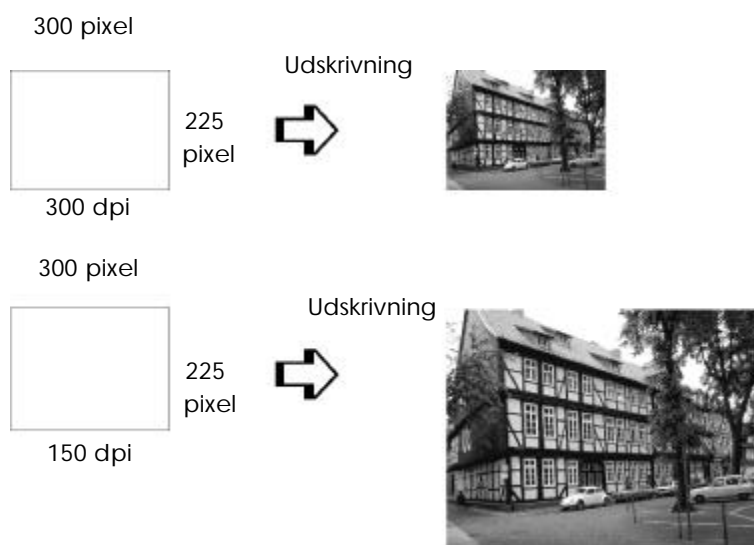 300 pixel
Udskrivning
225
pixel
300 dpi
300 pixel
Udskrivning
225
pixel
150 dpi